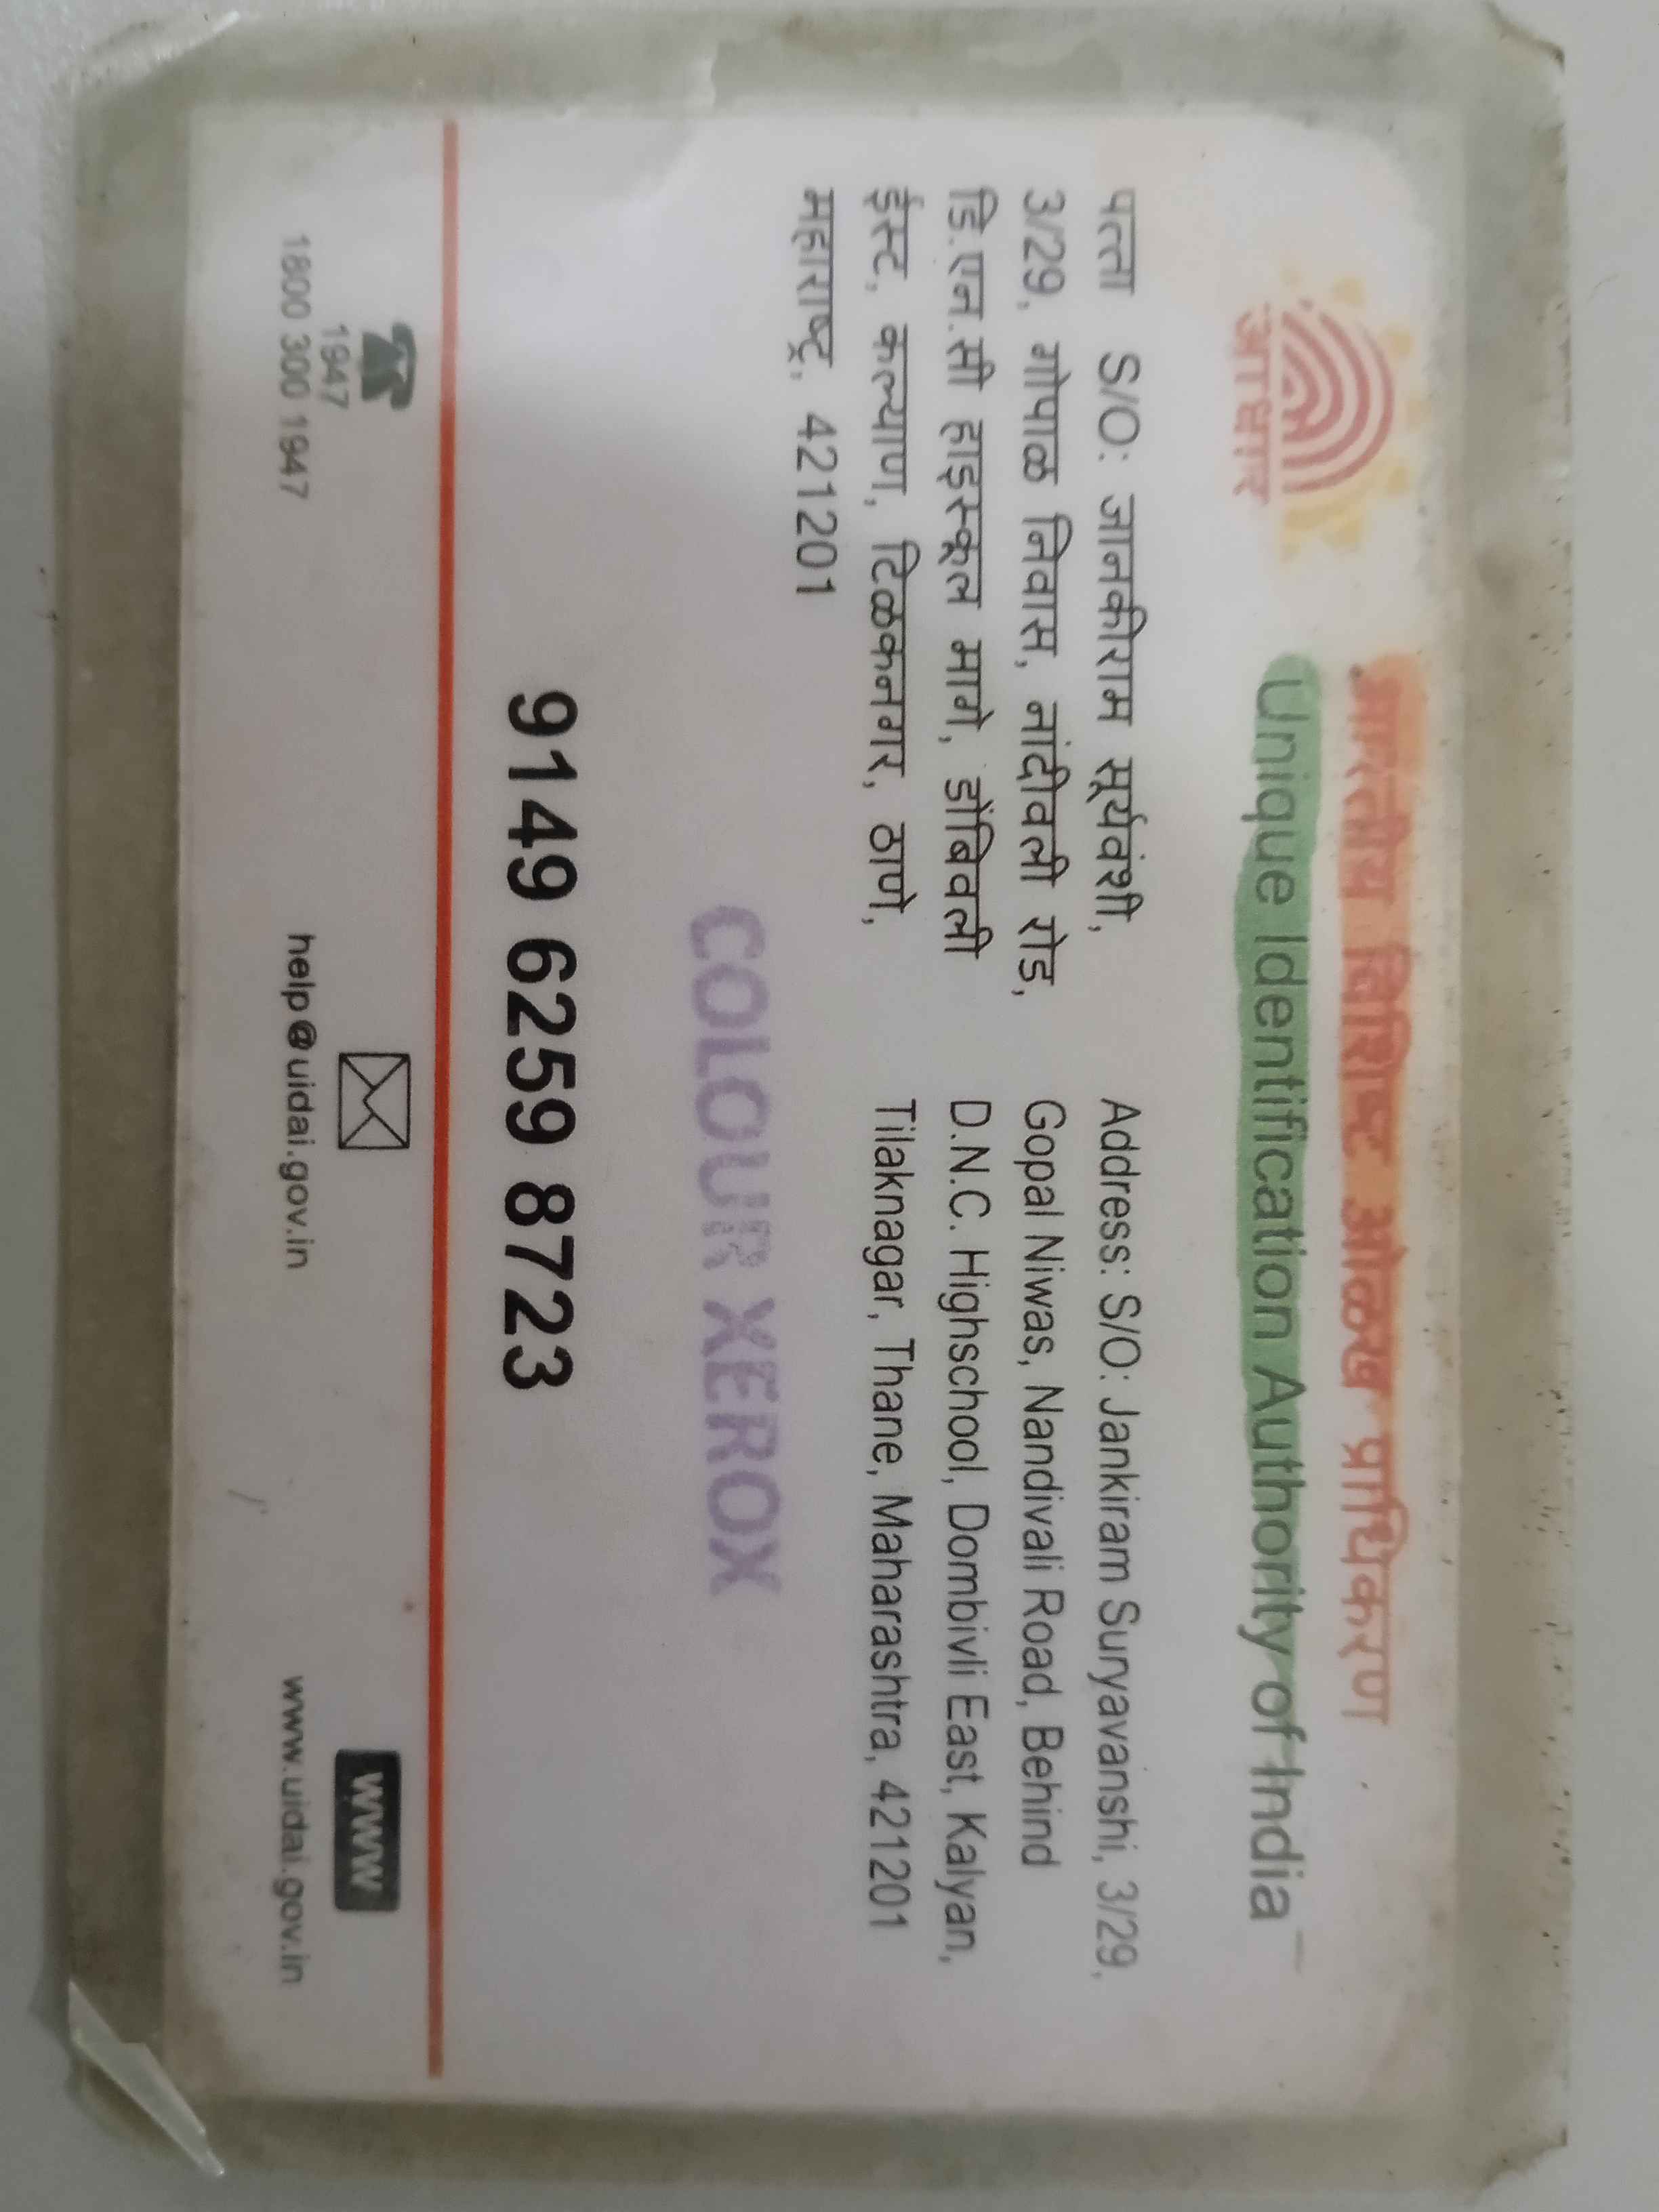 भारतीय विशिष्ट ओळख प्राधिकरण
Unique Identification Authority of India
आधार
पत्ता S/O: जानकीराम सूर्यवंशी,
3/29, गोपाळ निवास, नांदीवली रोड,
डि.एन.सी हाइस्कूल मागे, डोंबिवली
ईस्ट, कल्याण, टिळकनगर, ठाणे,
महाराष्ट्र, 421201
Address: S/O: Jankiram Suryavanshi, 3/29,
Gopal Niwas, Nandivali Road, Behind
D.N.C. Highschool, Dombivli East, Kalyan,
Tilaknagar, Thane, Maharashtra, 421201
COLOUR XEROX
9149 6259 8723
1947
1800 300 1947
help@uidai.gov.in
www
www.uidai.gov.in